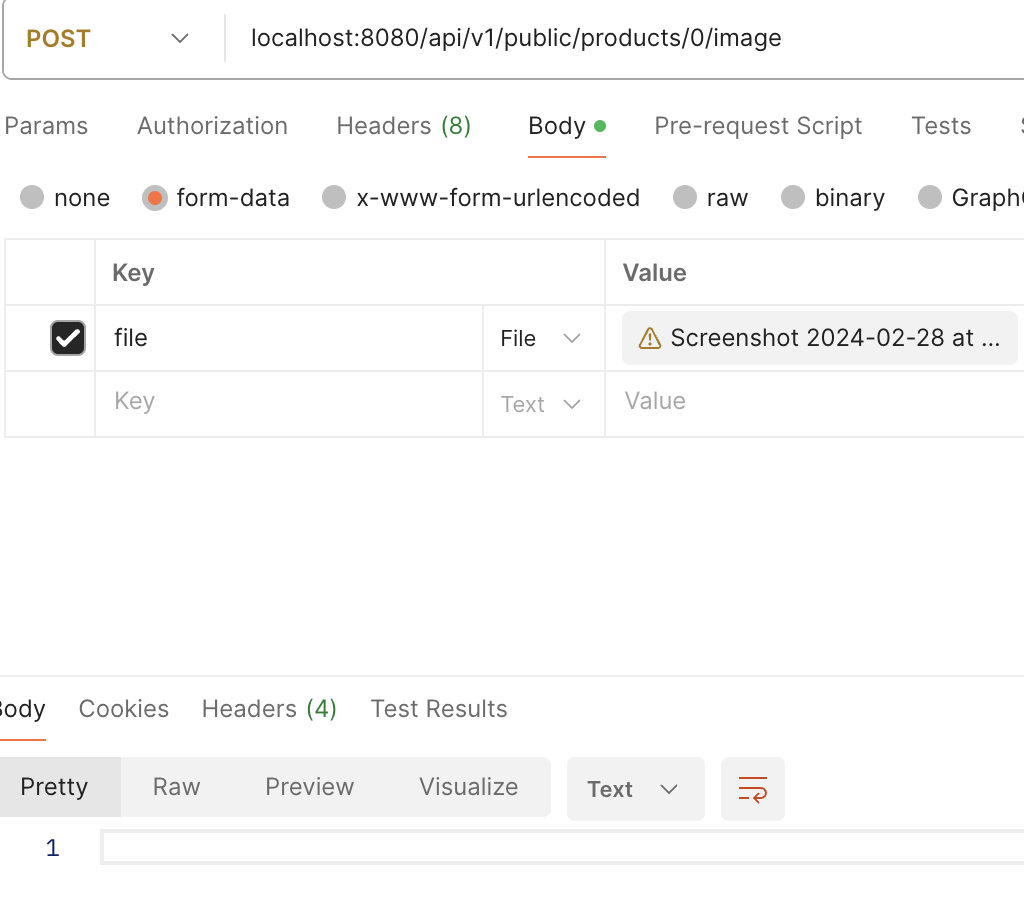 POST localhost:8080/api/v1/public/products/0/image
Params Authorization Headers (8) Body Pre-request Script Tests
none form-data x-www-form-urlencoded raw binary
Key Value
file File Screenshot 2024-02-28 at ...
Key Text Value
Body Cookies Headers (4) Test Results
Pretty Raw Preview Visualize Text
1